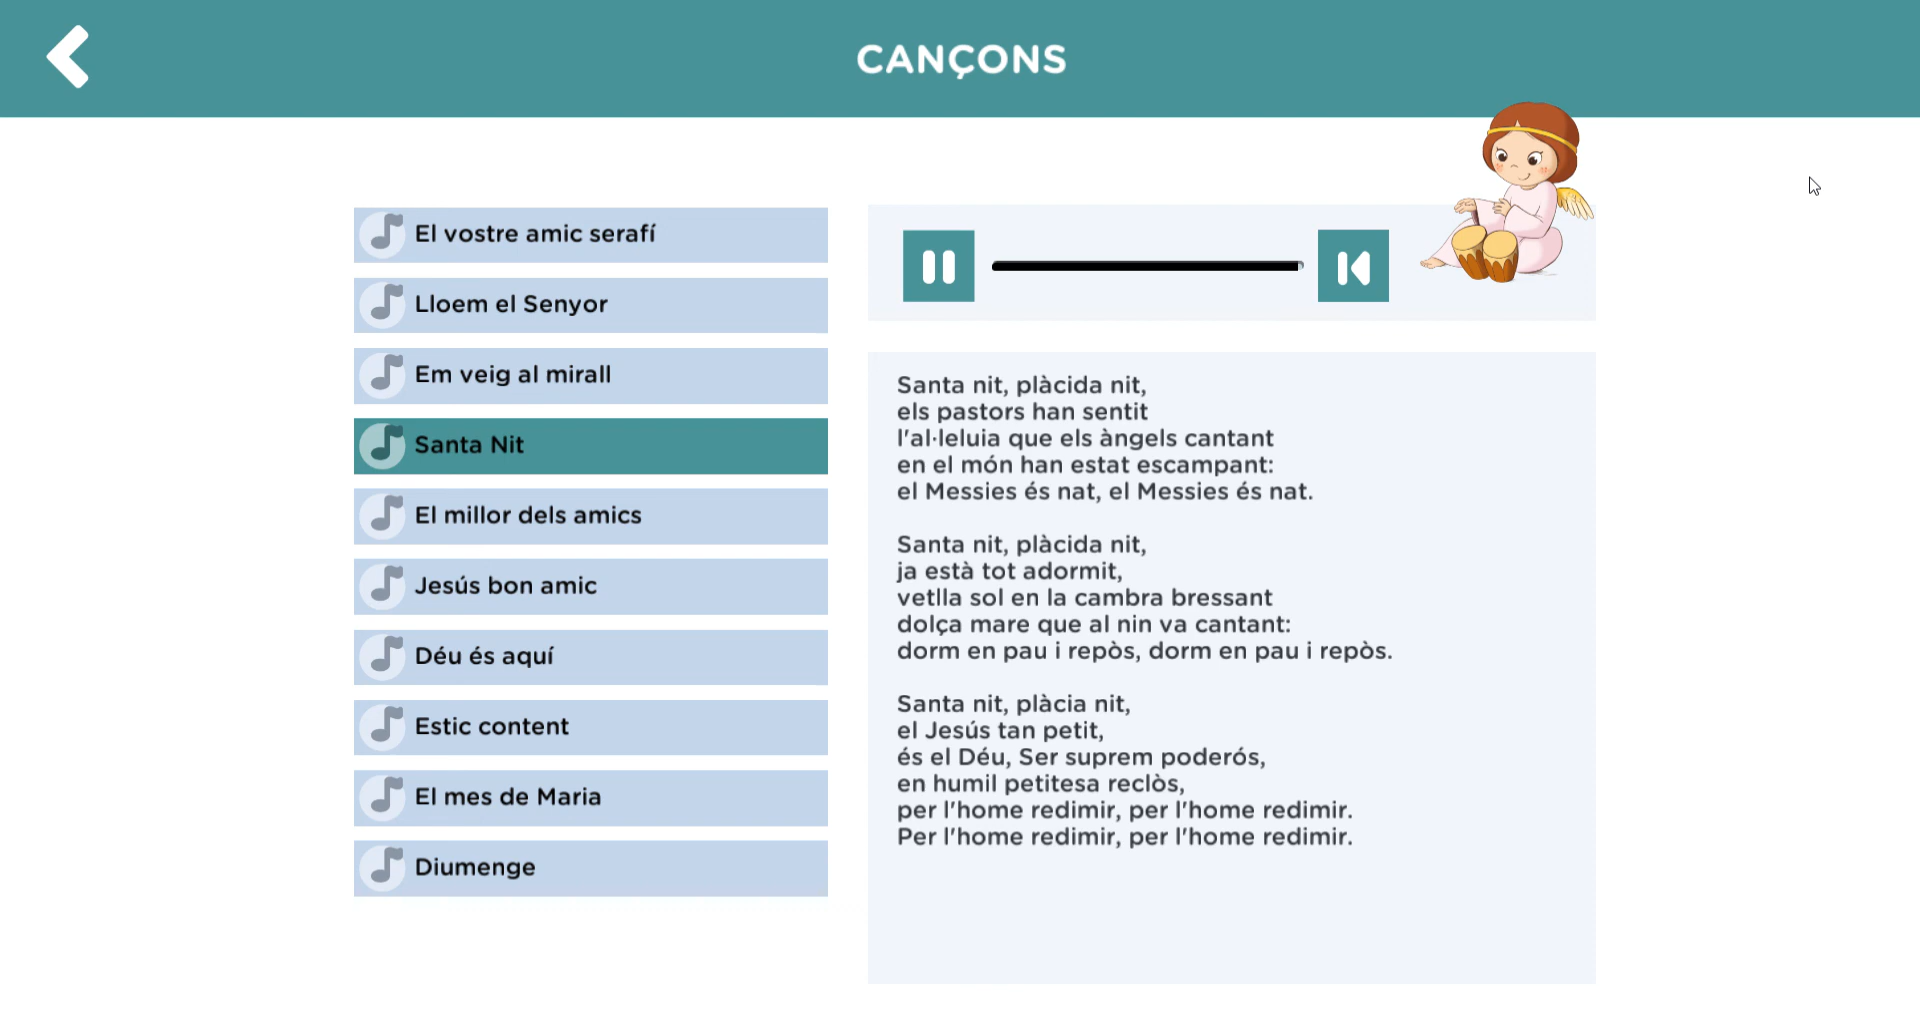 CANÇONS
El vostre amic serafí
Lloem el Senyor
Em veig al mirall
Santa Nit
El millor dels amics
Jesús bon amic
Déu és aquí
Estic content
El mes de Maria
Diumenge
Santa nit, plàcida nit,
els pastors han sentit
l'al·leluia que els àngels cantant
en el món han estat escampant:
el Messies és nat, el Messies és nat.
Santa nit, plàcida nit,
ja està tot adormit,
vetlla sol en la cambra bressant
dolça mare que al nin va cantant:
dorm en pau i repòs, dorm en pau i repòs.
Santa nit, plàcia nit,
el Jesús tan petit,
és el Déu, Ser suprem poderós,
en humil petitesa reclòs,
per l'home redimir, per l'home redimir.
Per l'home redimir, per l'home redimir.